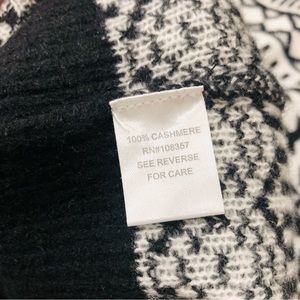 100% CASHMERE
RN#108357
SEE REVERSE
FOR CARE